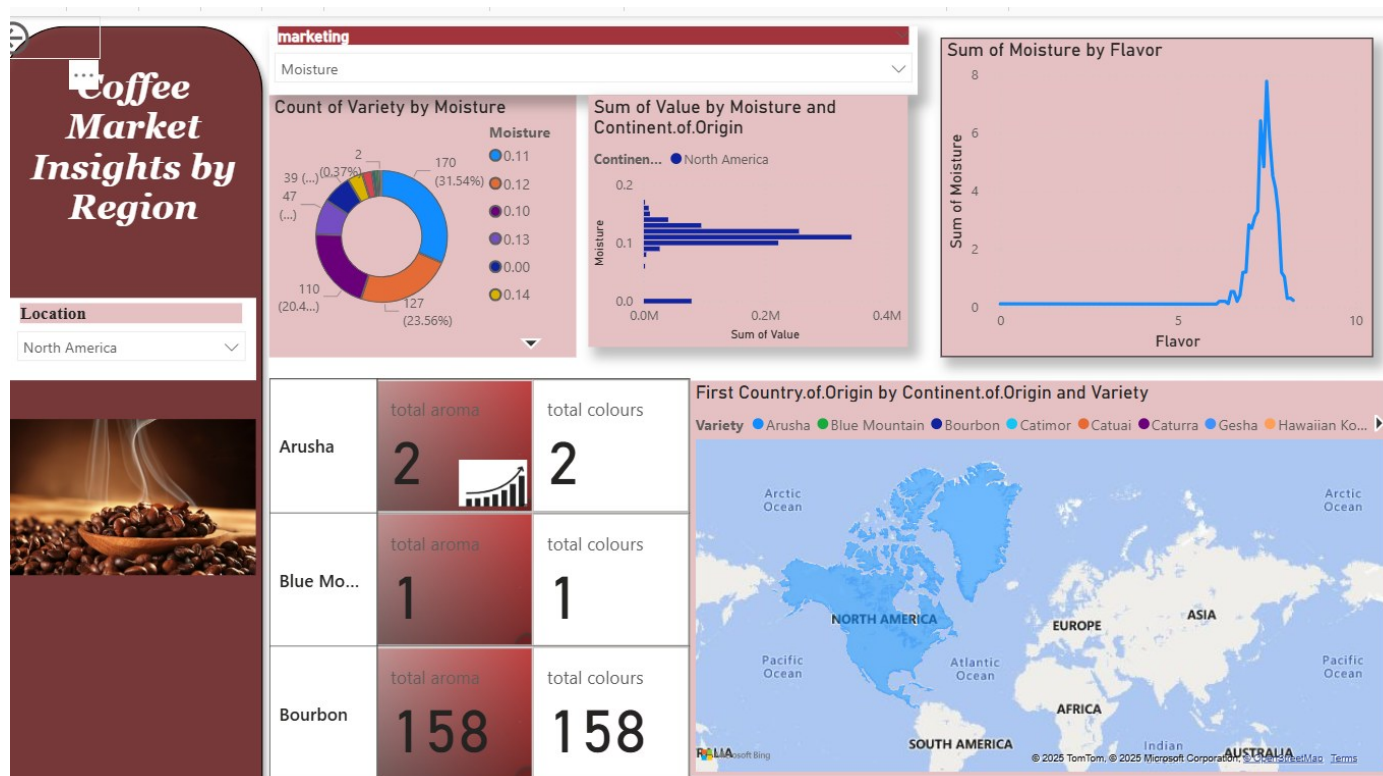 Coffee
Market
Insights by
Region
Location
North America
marketing
Moisture
Count of Variety by Moisture
Moisture
0.11
0.12
0.10
0.13
0.00
0.14
2
(0.37%)
170
(31.54%)
39 (...)
47
(...)
110
(20.4...)
127
(23.56%)
Sum of Value by Moisture and
Continent.of.Origin
Continen... North America
0.2
0.1
0.0
Moisture
0.0M 0.2M 0.4M
Sum of Value
Sum of Moisture by Flavor
8
6
4
2
0
Sum of Moisture
0 5 10
Flavor
Arusha
total aroma
2
total colours
2
Blue Mo...
total aroma
1
total colours
1
Bourbon
total aroma
158
total colours
158
First Country.of.Origin by Continent.of.Origin and Variety
Variety Arusha Blue Mountain Bourbon Catimor Catuai Caturra Gesha Hawaiian Ko...
Arctic
Ocean
Arctic
Ocean
NORTH AMERICA
EUROPE
ASIA
Pacific
Ocean
Atlantic
Ocean
Pacific
Ocean
AFRICA
SOUTH AMERICA
Indian
AUSTRALIA
Bing
© 2025 TomTom, © 2025 Microsoft Corporation, © OpenStreetMap Terms